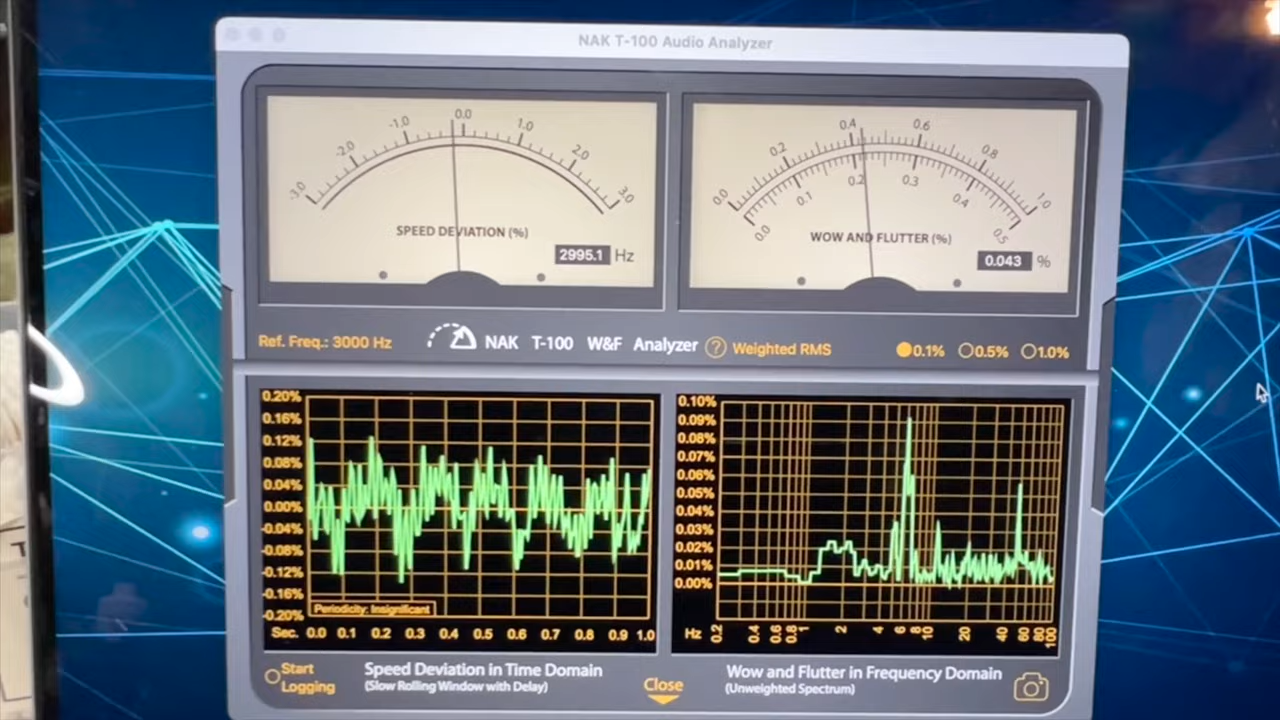 NAK T-100 Audio Analyzer
-3.0 -2.0 -1.0 0.0 1.0 2.0 3.0
SPEED DEVIATION (%)
2995.1 Hz
0.0 0.2 0.4 0.6 0.8 1.0
0.0 0.1 0.2 0.3 0.4 0.5
WOW AND FLUTTER (%)
0.043 %
Ref. Freq.: 3000 Hz
NAK T-100 W&F Analyzer
? Weighted RMS
0.1% 0.5% 1.0%
0.20%
0.16%
0.12%
0.08%
0.04%
0.00%
-0.04%
-0.08%
-0.12%
-0.16%
-0.20%
Periodicity: Insignificant
Sec. 0.0 0.1 0.2 0.3 0.4 0.5 0.6 0.7 0.8 0.9 1.0
0.10%
0.09%
0.08%
0.07%
0.06%
0.05%
0.04%
0.03%
0.02%
0.01%
0.00%
Hz 0.2 0.4 0.6 0.8 1 2 4 6 8 10 20 40 60 80 100
Start
Logging
Speed Deviation in Time Domain
(Slow Rolling Window with Delay)
Close
Wow and Flutter in Frequency Domain
(Unweighted Spectrum)